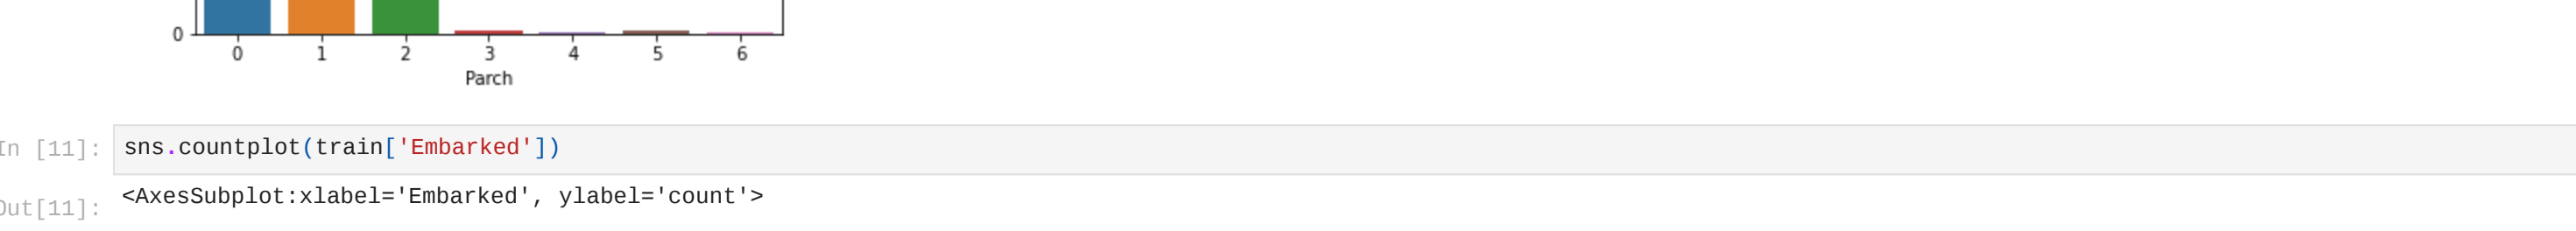 0
0 1 2 3 4 5 6
Parch
In [11]: sns.countplot(train['Embarked'])
Out[11]: <AxesSubplot:xlabel='Embarked', ylabel='count'>